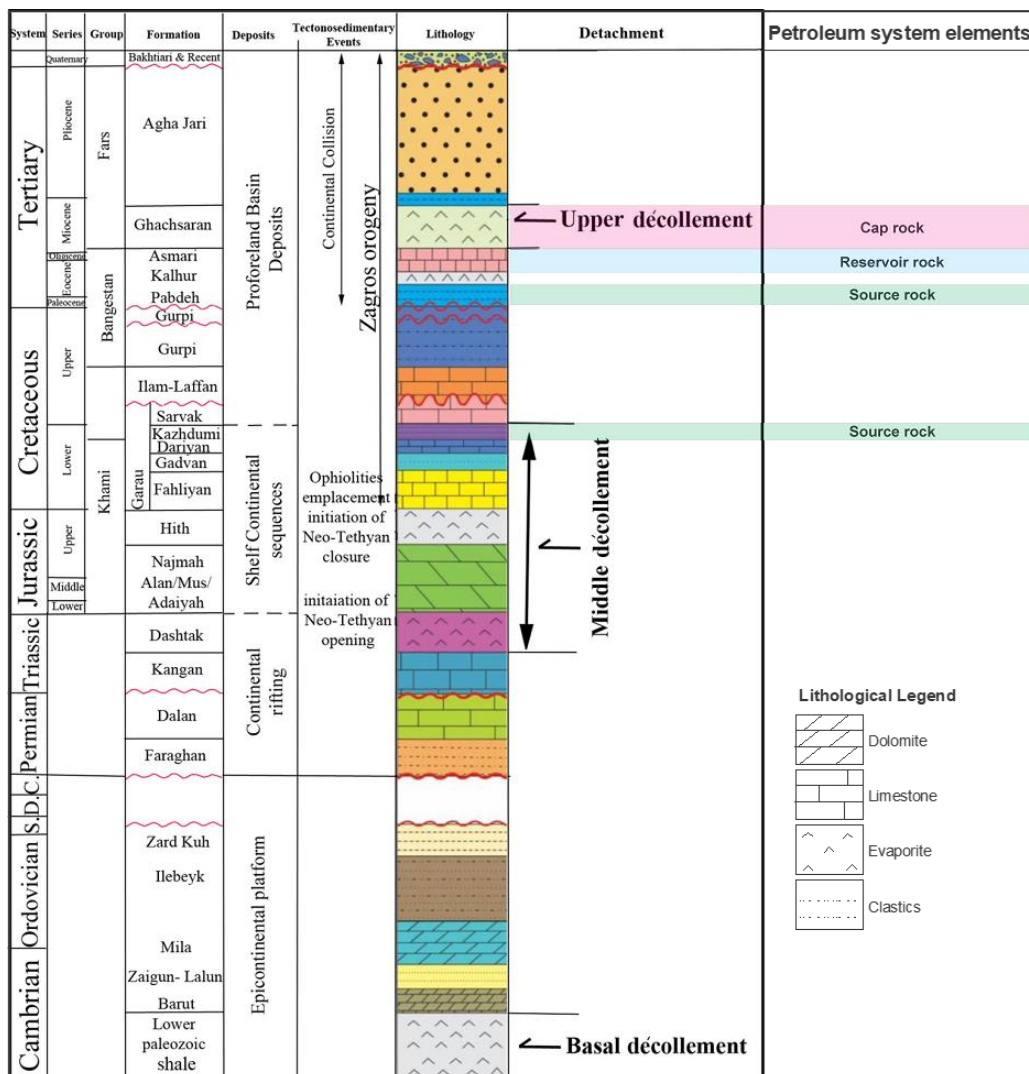 System Series Group Formation Deposits Tectonosedimentary Events Lithology Detachment Petroleum system elements
Tertiary
Cretaceous
Jurassic
Triassic
Permian
S.D.C.
Ordovician
Cambrian
Quaternary
Pliocene
Miocene
Oligocene
Eocene
Paleocene
Upper
Lower
Upper
Middle
Lower
Fars
Bangestan
Khami
Bakhtiari & Recent
Agha Jari
Ghachsaran
Asmari
Kalhur
Pabdeh
Gurpi
Gurpi
Ilam-Laffan
Sarvak
Kazhdumi
Dariyan
Gadvan
Garau
Fahliyan
Hith
Najmah
Alan/Mus/
Adaiyah
Dashtak
Kangan
Dalan
Faraghan
Zard Kuh
Ilebeyk
Mila
Zaigun- Lalun
Barut
Lower
paleozoic
shale
Proforeland Basin
Deposits
Shelf Continental
sequences
Continental
rifting
Epicontinental platform
Continental Collision
Zagros orogeny
Ophiolities
emplacement
initiation of
Neo-Tethyan
closure
initaiation of
Neo-Tethyan
opening
Upper décollement
Middle décollement
Basal décollement
Cap rock
Reservoir rock
Source rock
Source rock
Lithological Legend
Dolomite
Limestone
Evaporite
Clastics